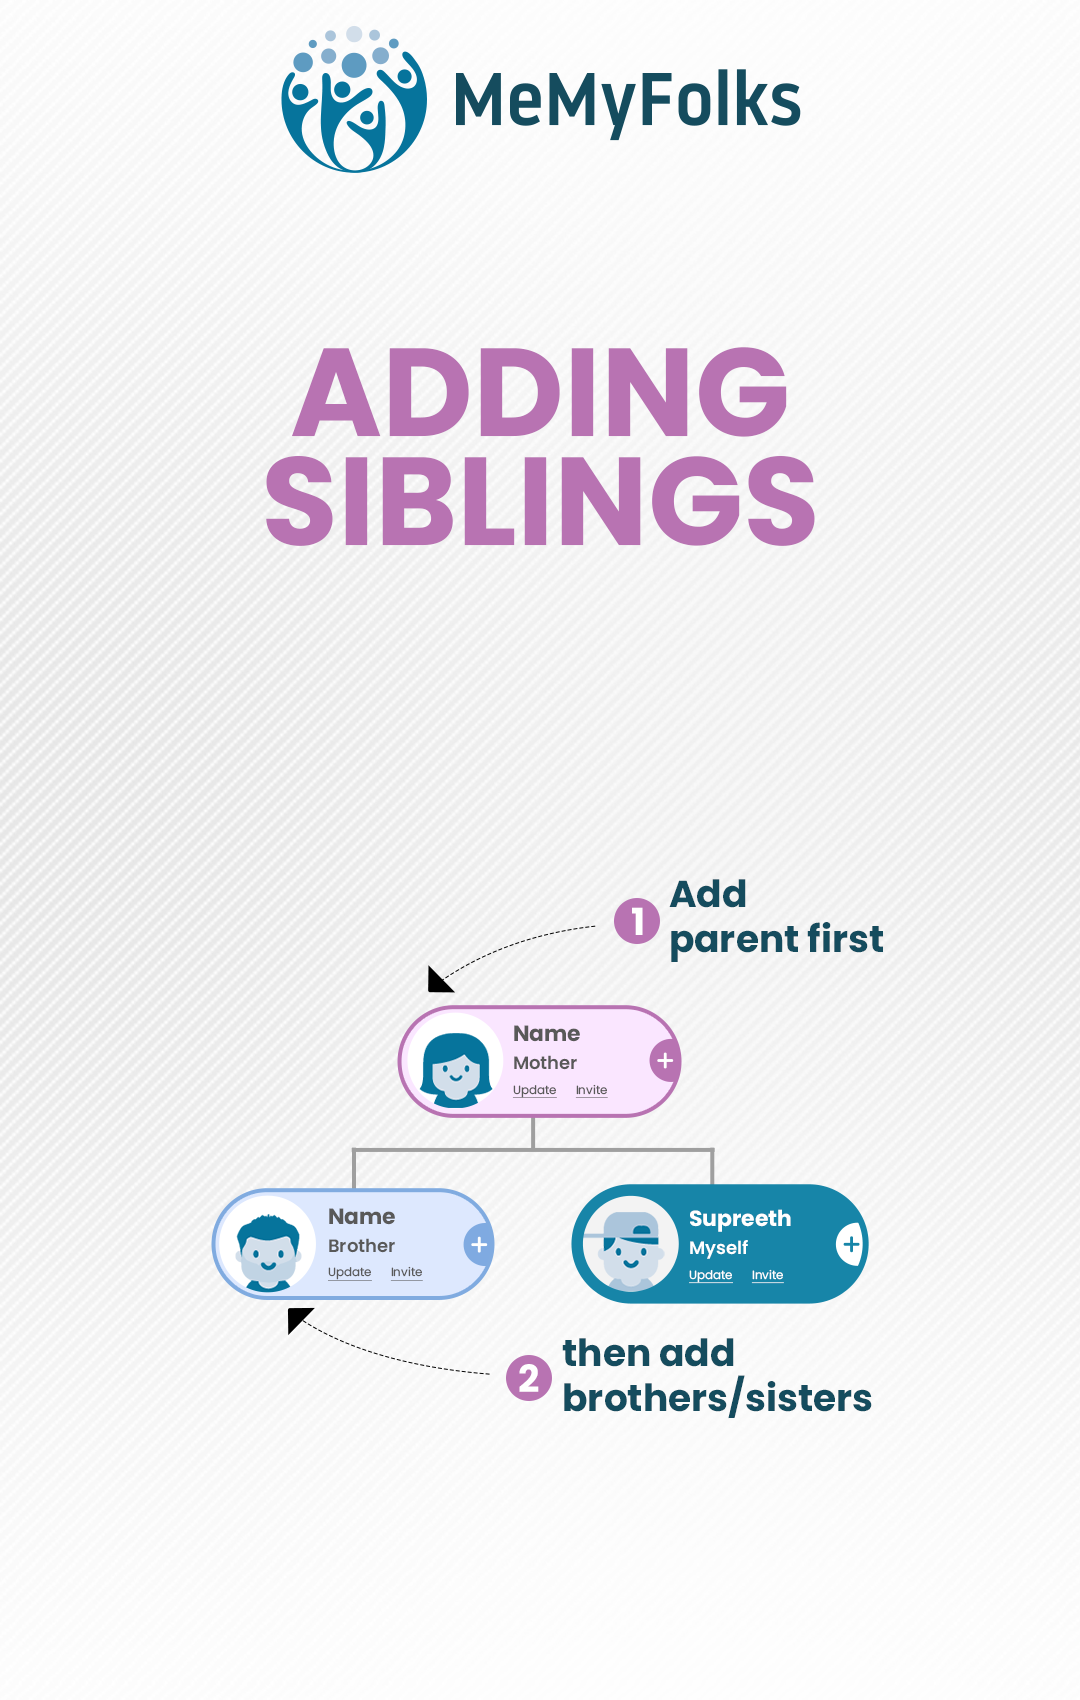 MeMyFolks
ADDING
SIBLINGS
1 Add
parent first
Name
Mother
Update Invite
Name
Brother
Update Invite
Supreeth
Myself
Update Invite
2 then add
brothers/sisters